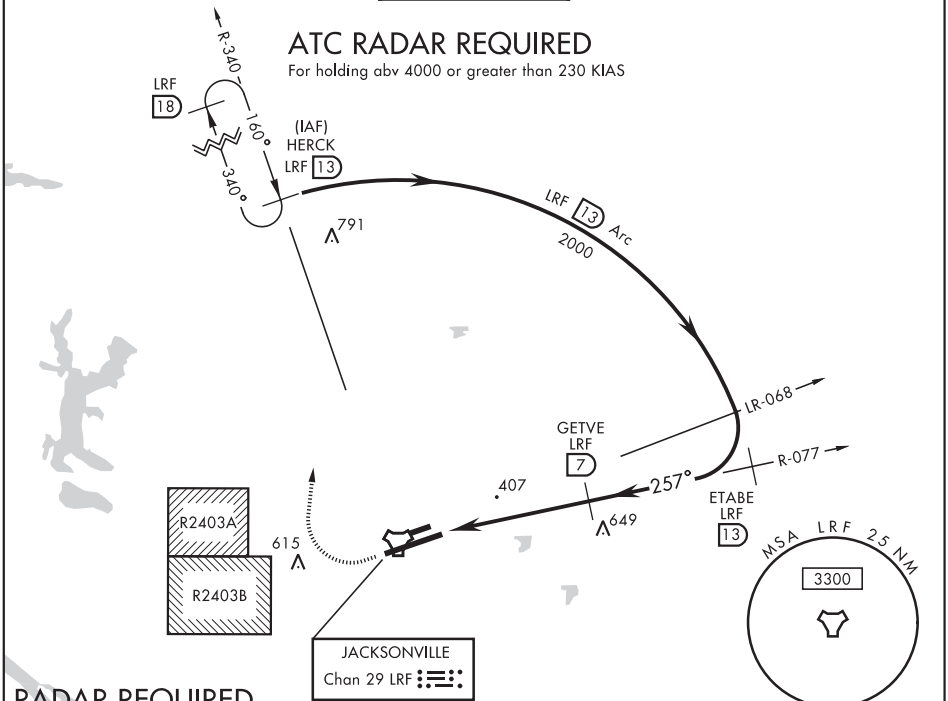 R-340
ATC RADAR REQUIRED
For holding abv 4000 or greater than 230 KIAS
LRF
18
160°
340°
(IAF)
HERCK
LRF 13
791
LRF 13 Arc
2000
LR-068
R-077
GETVE
LRF
7
257°
ETABE
LRF
13
407
649
615
R2403A
R2403B
MSA LRF 25 NM
3300
JACKSONVILLE
Chan 29 LRF
RADAR REQUIRED